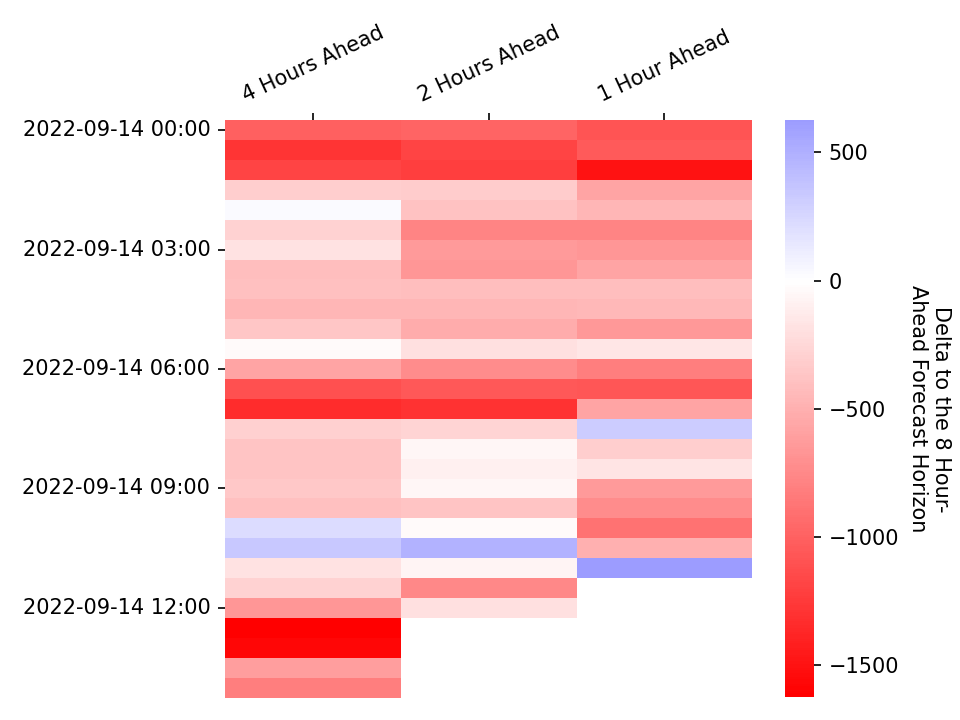 4 Hours Ahead
2 Hours Ahead
1 Hour Ahead
2022-09-14 00:00
2022-09-14 03:00
2022-09-14 06:00
2022-09-14 09:00
2022-09-14 12:00
500
0
−500
−1000
−1500
Delta to the 8 Hour-
Ahead Forecast Horizon